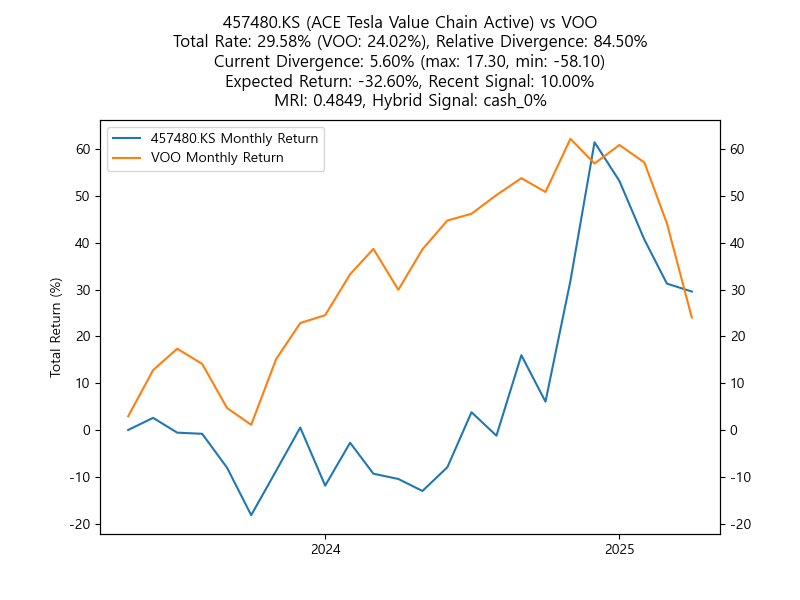 457480.KS (ACE Tesla Value Chain Active) vs VOO
Total Rate: 29.58% (VOO: 24.02%), Relative Divergence: 84.50%
Current Divergence: 5.60% (max: 17.30, min: -58.10)
Expected Return: -32.60%, Recent Signal: 10.00%
MRI: 0.4849, Hybrid Signal: cash_0%
457480.KS Monthly Return
VOO Monthly Return
Total Return (%)
60
50
40
30
20
10
0
-10
-20
60
50
40
30
20
10
0
-10
-20
2024
2025